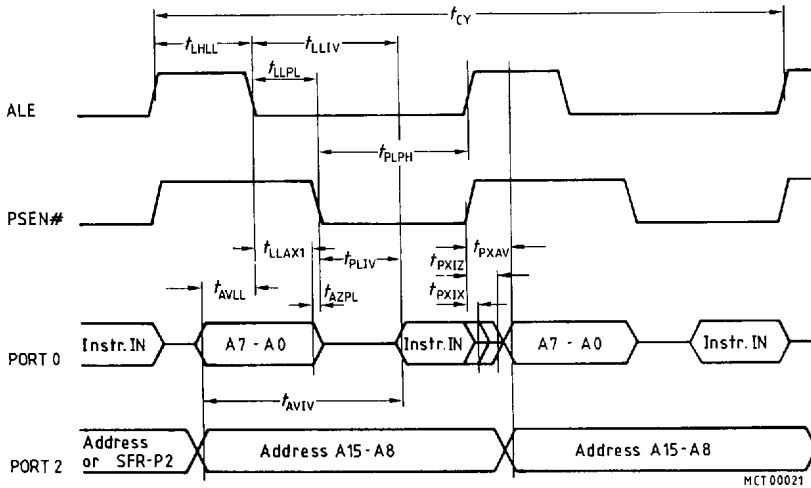 tCY
tLHLL tLLIV
tLLPL
ALE
tPLPH
PSEN#
tLLAX1 tPLIV tPXAV
tPXIZ
tAVLL tAZPL tPXIX
PORT 0 Instr. IN A7 - A0 Instr. IN A7 - A0 Instr. IN
tAVIV
PORT 2 Address or SFR-P2 Address A15-A8 Address A15-A8
MCT00021